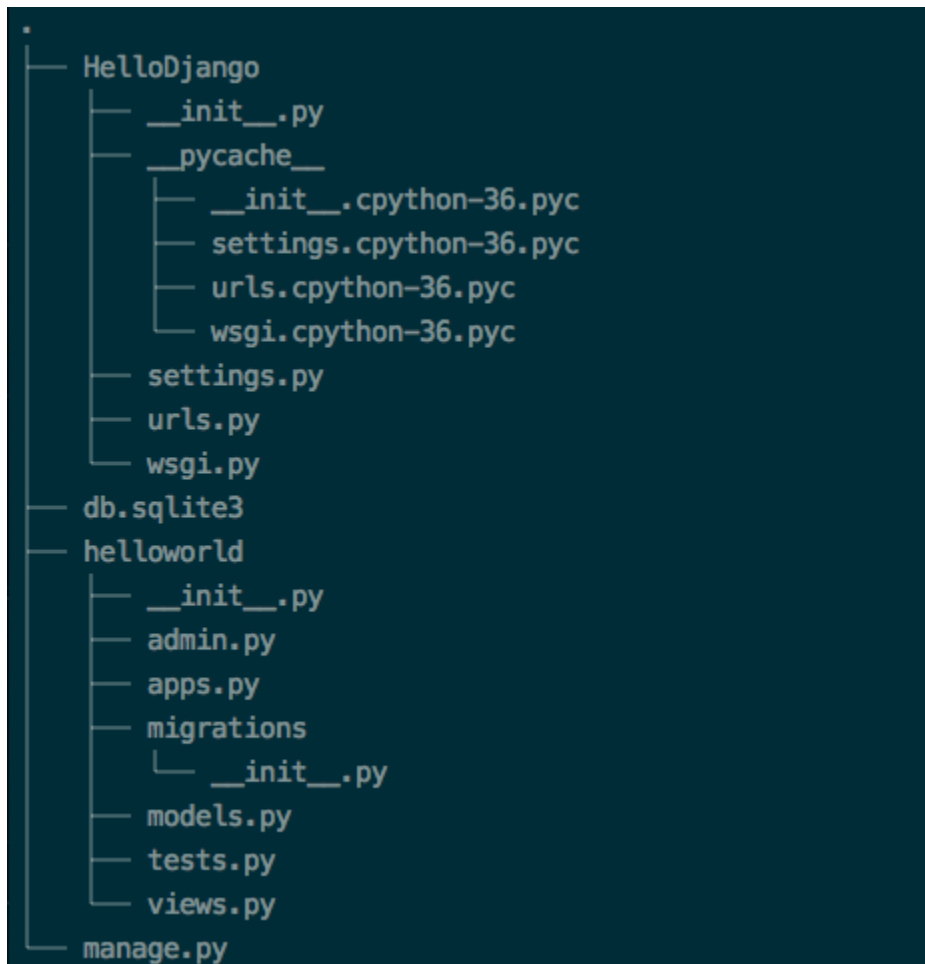 .
├── HelloDjango
│   ├── __init__.py
│   ├── __pycache__
│   │   ├── __init__.cpython-36.pyc
│   │   ├── settings.cpython-36.pyc
│   │   ├── urls.cpython-36.pyc
│   │   └── wsgi.cpython-36.pyc
│   ├── settings.py
│   ├── urls.py
│   └── wsgi.py
├── db.sqlite3
├── helloworld
│   ├── __init__.py
│   ├── admin.py
│   ├── apps.py
│   ├── migrations
│   │   └── __init__.py
│   ├── models.py
│   ├── tests.py
│   └── views.py
└── manage.py